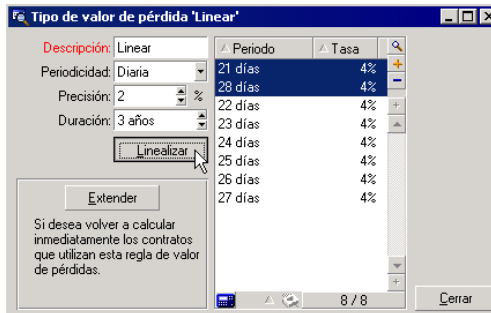 Tipo de valor de pérdida 'Linear'
Descripción: Linear
Periodicidad: Diaria
Precisión: 2 %
Duración: 3 años
Linealizar
Extender
Si desea volver a calcular
inmediatamente los contratos
que utilizan esta regla de valor
de pérdidas.
Periodo Tasa
21 días 4%
28 días 4%
22 días 4%
23 días 4%
24 días 4%
25 días 4%
26 días 4%
27 días 4%
8 / 8
Cerrar